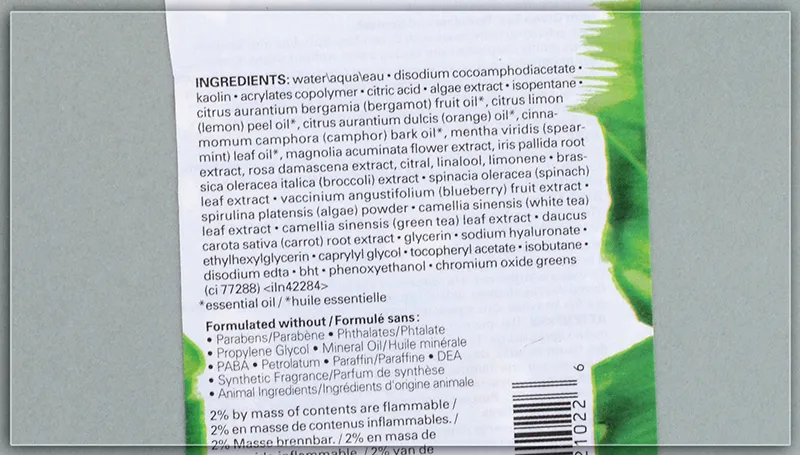 INGREDIENTS: water\aqua\eau • disodium cocoamphodiacetate •
kaolin • acrylates copolymer • citric acid • algae extract • isopentane •
citrus aurantium bergamia (bergamot) fruit oil*, citrus limon
(lemon) peel oil*, citrus aurantium dulcis (orange) oil*, cinna-
momum camphora (camphor) bark oil*, mentha viridis (spear-
mint) leaf oil*, magnolia acuminata flower extract, iris pallida root
extract, rosa damascena extract, citral, linalool, limonene • bras-
sica oleracea italica (broccoli) extract • spinacia oleracea (spinach)
leaf extract • vaccinium angustifolium (blueberry) fruit extract •
spirulina platensis (algae) powder • camellia sinensis (white tea)
leaf extract • camellia sinensis (green tea) leaf extract • daucus
carota sativa (carrot) root extract • glycerin • sodium hyaluronate •
ethylhexylglycerin • caprylyl glycol • tocopheryl acetate • isobutane •
disodium edta • bht • phenoxyethanol • chromium oxide greens
(ci 77288) <iln42284>
*essential oil / *huile essentielle
Formulated without / Formulé sans:
• Parabens/Parabène • Phthalates/Phtalate
• Propylene Glycol • Mineral Oil/Huile minérale
• PABA • Petrolatum • Paraffin/Paraffine • DEA
• Synthetic Fragrance/Parfum de synthèse
• Animal Ingredients/Ingrédients d'origine animale
2% by mass of contents are flammable /
2% en masse de contenus inflammables. /
2% Masse brennbar. / 2% en masa de
inflammable. / 2% van de
21022 6